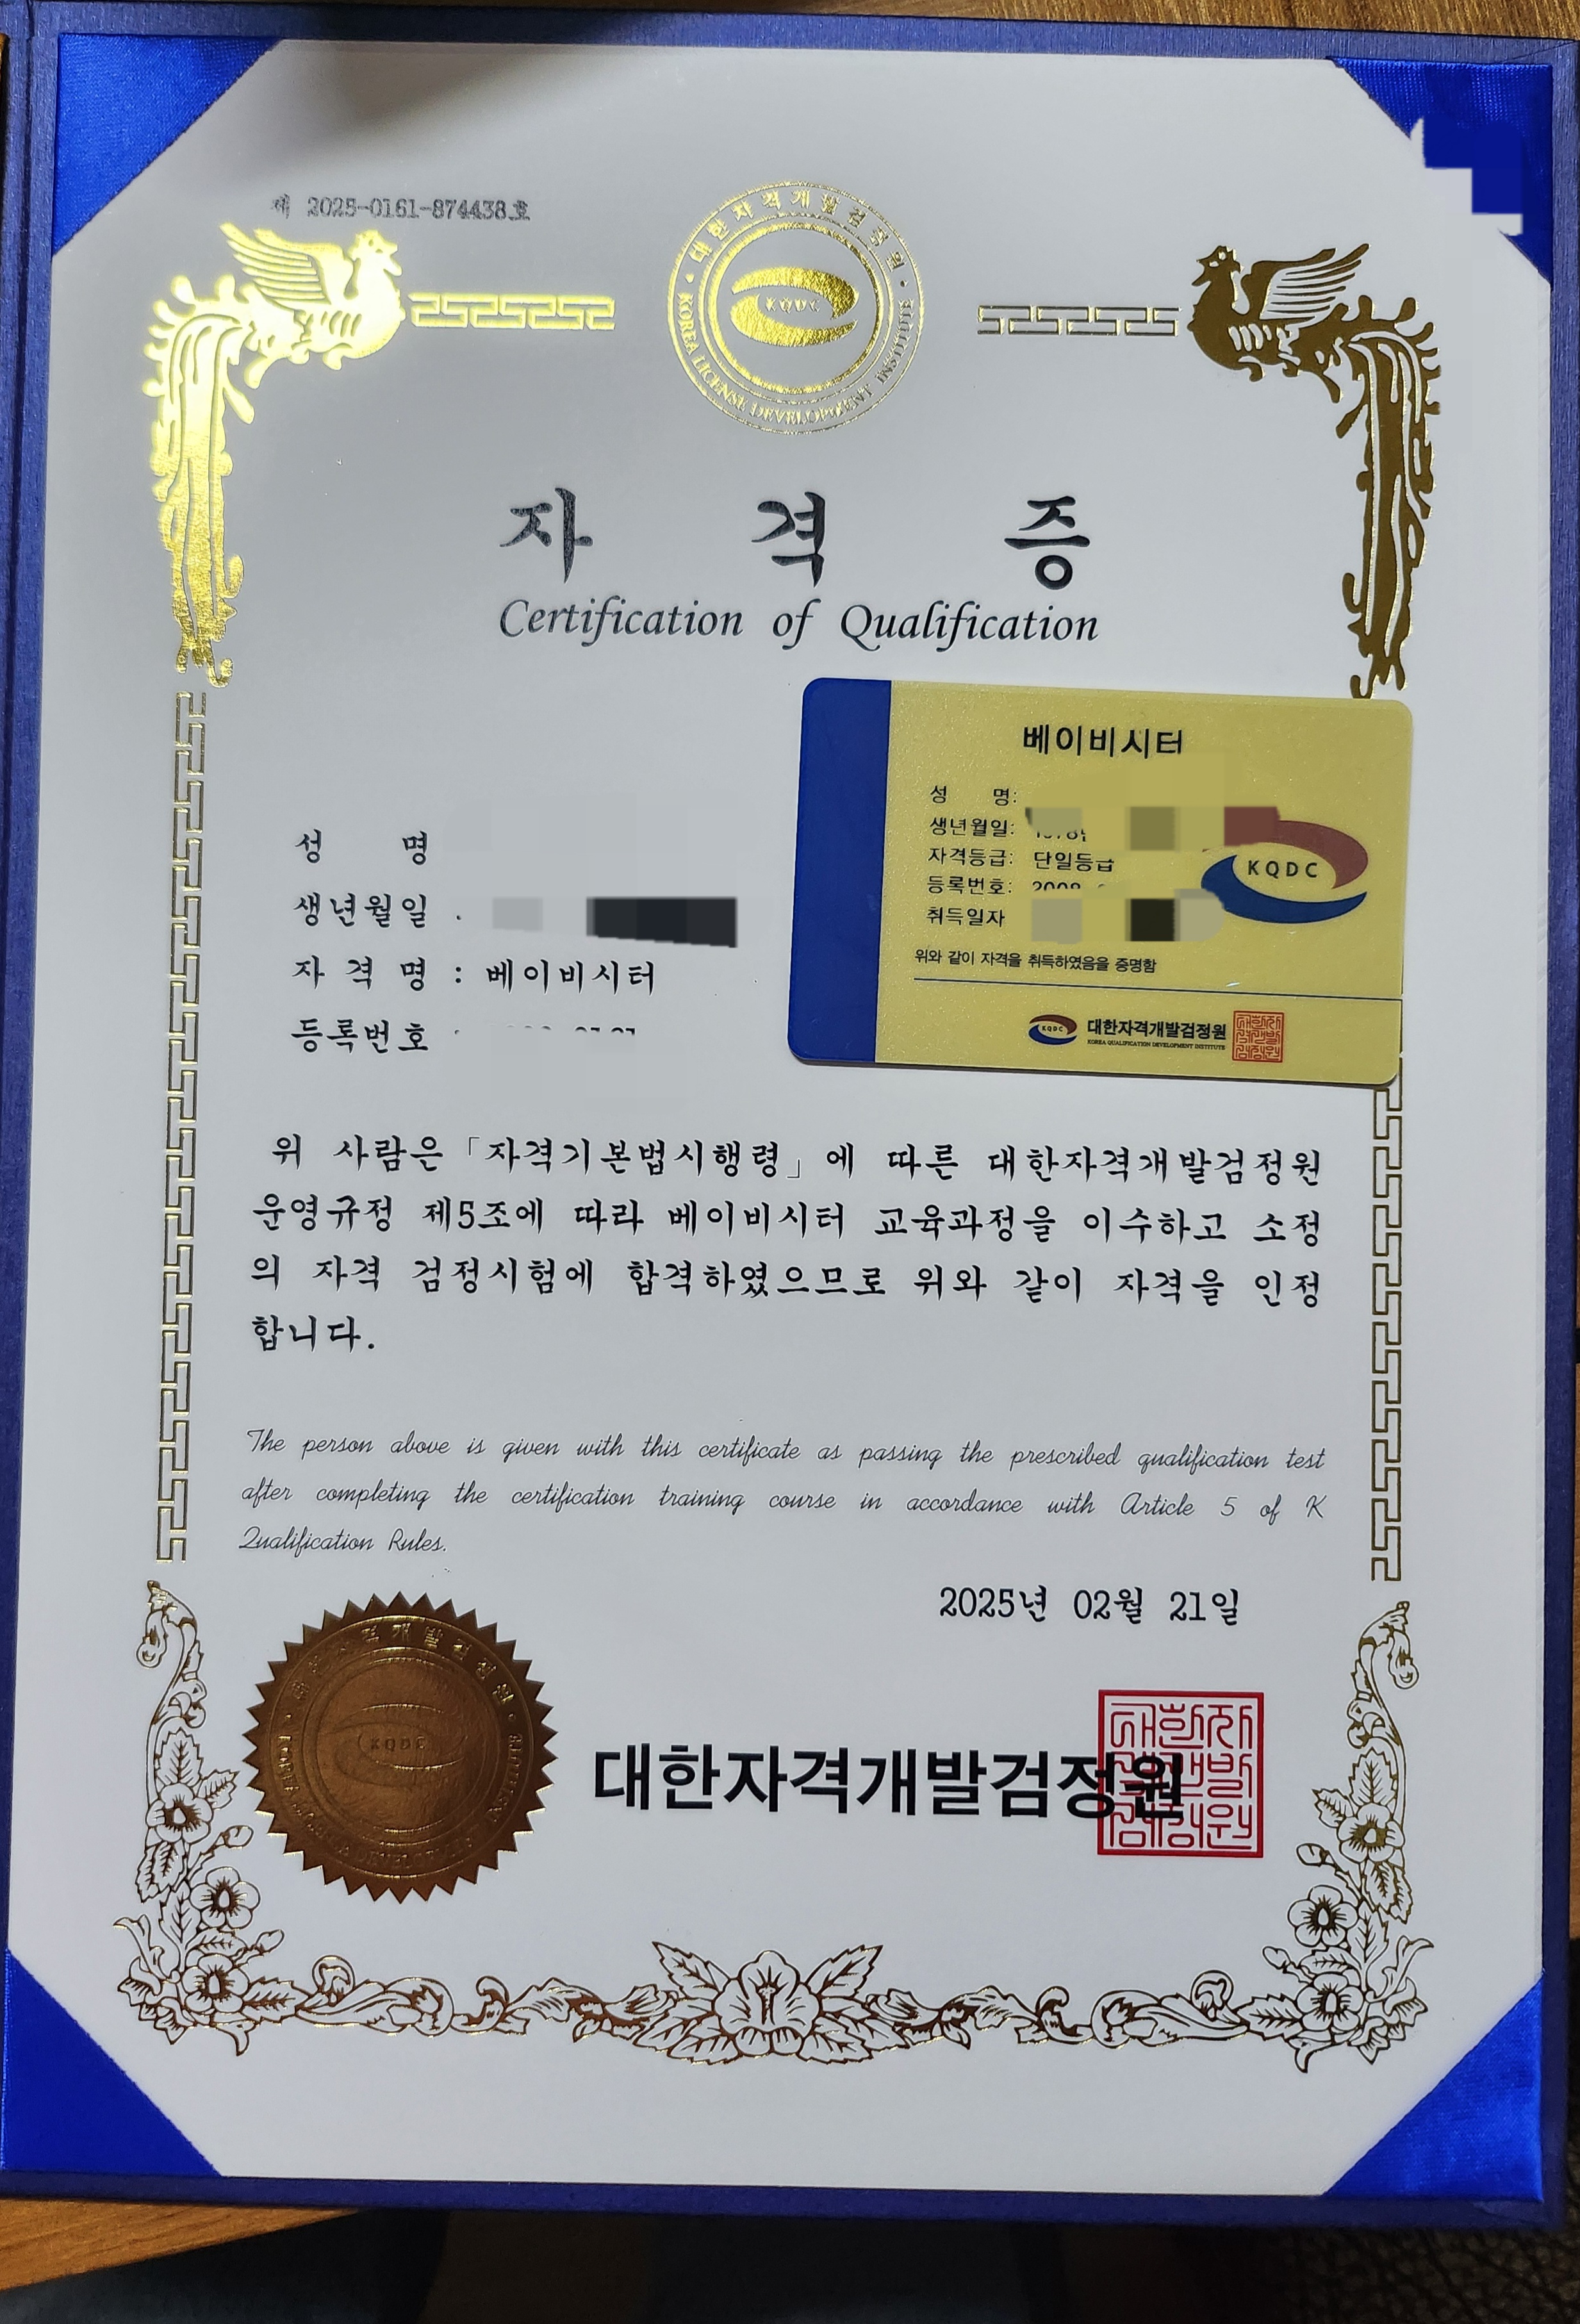 제 2025-0161-874438호
대한자격개발검정원
KOREA LICENSE DEVELOPMENT INSTITUTE
KQDC
자 격 증
Certification of Qualification
성 명
생년월일
자 격 명 : 베이비시터
등록번호
베이비시터
성 명:
생년월일:
자격등급: 단일등급
등록번호:
취득일자
KQDC
위와 같이 자격을 취득하였음을 증명함
KQDC 대한자격개발검정원
KOREA QUALIFICATION DEVELOPMENT INSTITUTE
위 사람은 「자격기본법시행령」에 따른 대한자격개발검정원
운영규정 제5조에 따라 베이비시터 교육과정을 이수하고 소정
의 자격 검정시험에 합격하였으므로 위와 같이 자격을 인정
합니다.
The person above is given with this certificate as passing the prescribed qualification test
after completing the certification training course in accordance with Article 5 of K
Qualification Rules.
2025년 02월 21일
KQDC
대한자격개발검정원